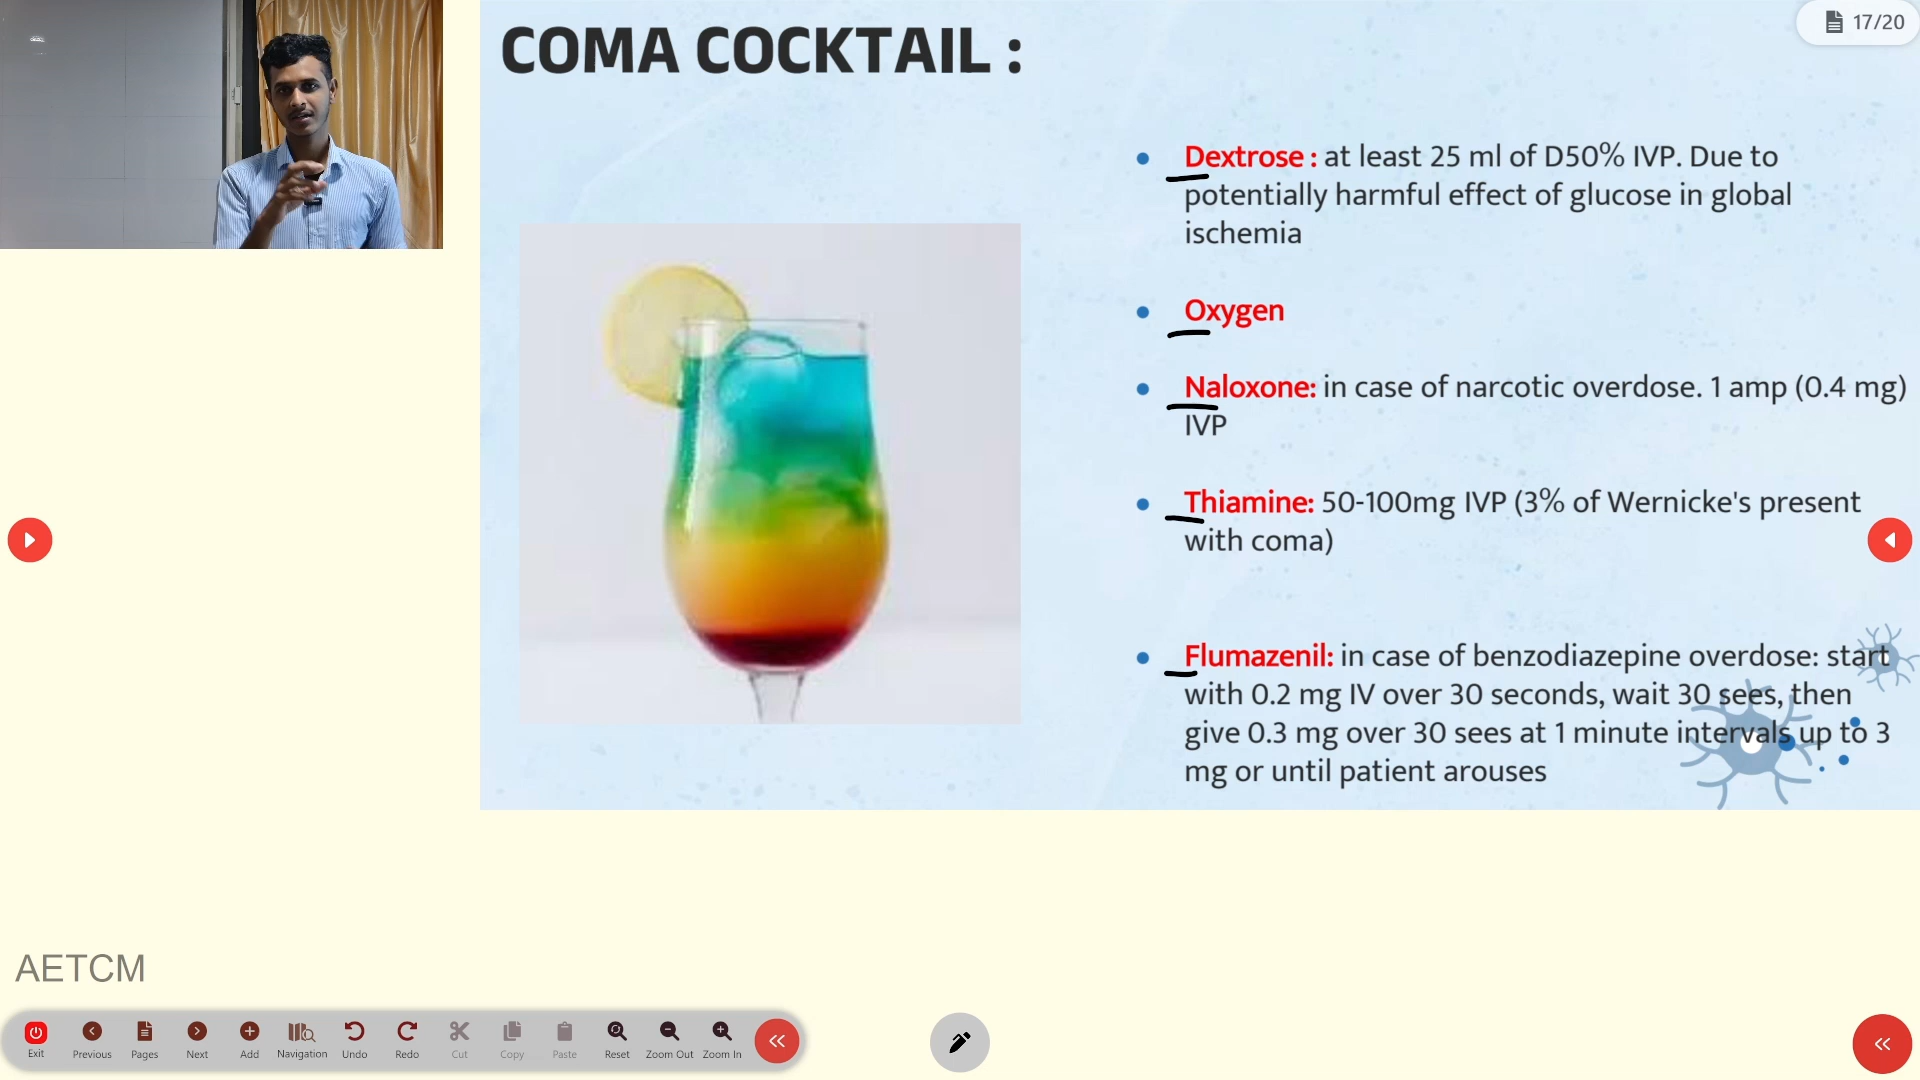 COMA COCKTAIL :
17/20
Dextrose : at least 25 ml of D50% IVP. Due to
potentially harmful effect of glucose in global
ischemia
Oxygen
Naloxone: in case of narcotic overdose. 1 amp (0.4 mg)
IVP
Thiamine: 50-100mg IVP (3% of Wernicke's present
with coma)
Flumazenil: in case of benzodiazepine overdose: start
with 0.2 mg IV over 30 seconds, wait 30 sees, then
give 0.3 mg over 30 sees at 1 minute intervals up to 3
mg or until patient arouses
AETCM
Exit Previous Pages Next Add Navigation Undo Redo Cut Copy Paste Reset Zoom Out Zoom In